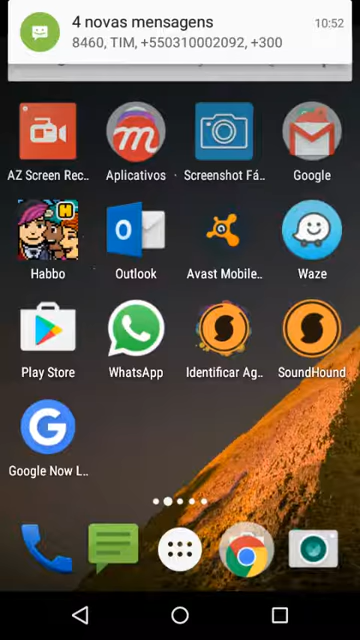 4 novas mensagens 10:52
8460, TIM, +550310002092, +300
AZ Screen Rec.. Aplicativos Screenshot Fá.. Google
Habbo Outlook Avast Mobile.. Waze
Play Store WhatsApp Identificar Ag.. SoundHound
Google Now L..